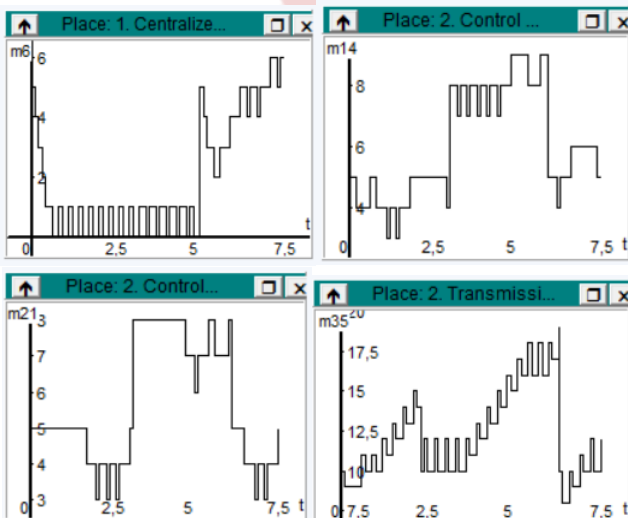 Place: 1. Centralize...
m6
6
4
2
t
0
2,5
5
7,5
Place: 2. Control ...
m14
8
6
4
0
2,5
5
7,5 t
Place: 2. Control...
m21
3
7
6
5
4
3
0
2,5
5
7,5 t
Place: 2. Transmissi...
m35
20
17,5
15
12,5
10
0
7,5
2,5
5
7,5 t